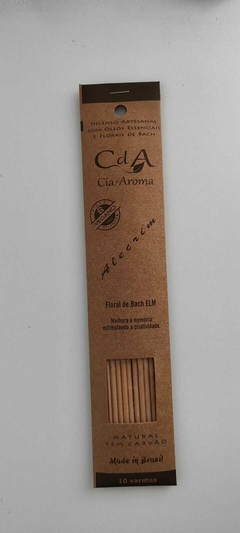 Incenso Artesanal
com Óleos Essenciais
e Florais de Bach
CdA
Cia-Aroma
Alecrim
Floral de Bach ELM
Melhora a memória
estimulando a criatividade
NATURAL
SEM CARVÃO
Made in Brasil
10 varetas